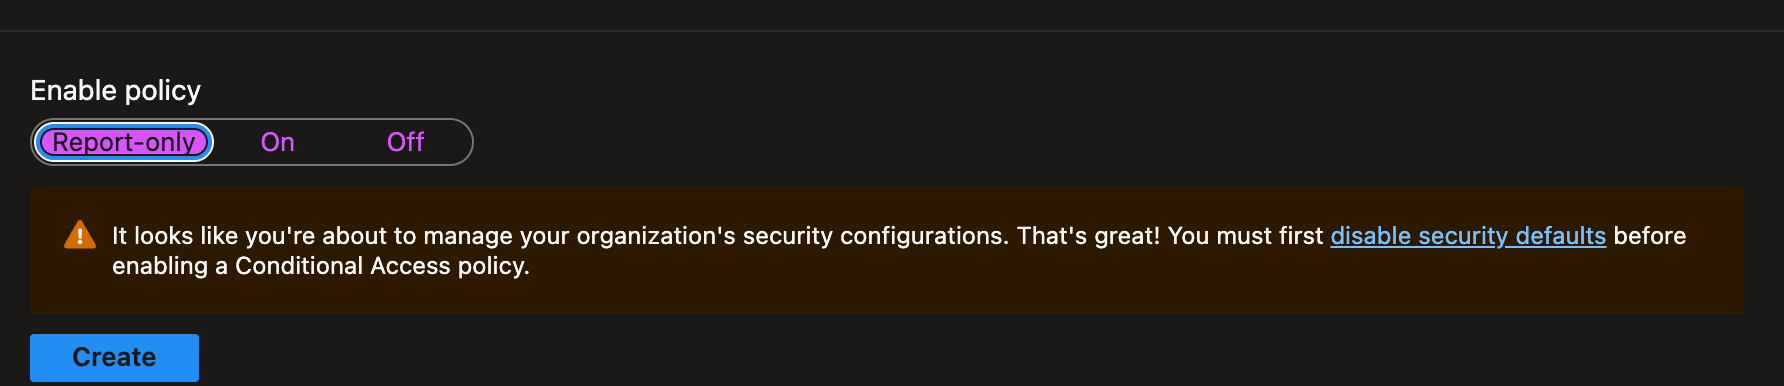 Enable policy
Report-only On Off
It looks like you're about to manage your organization's security configurations. That's great! You must first disable security defaults before
enabling a Conditional Access policy.
Create